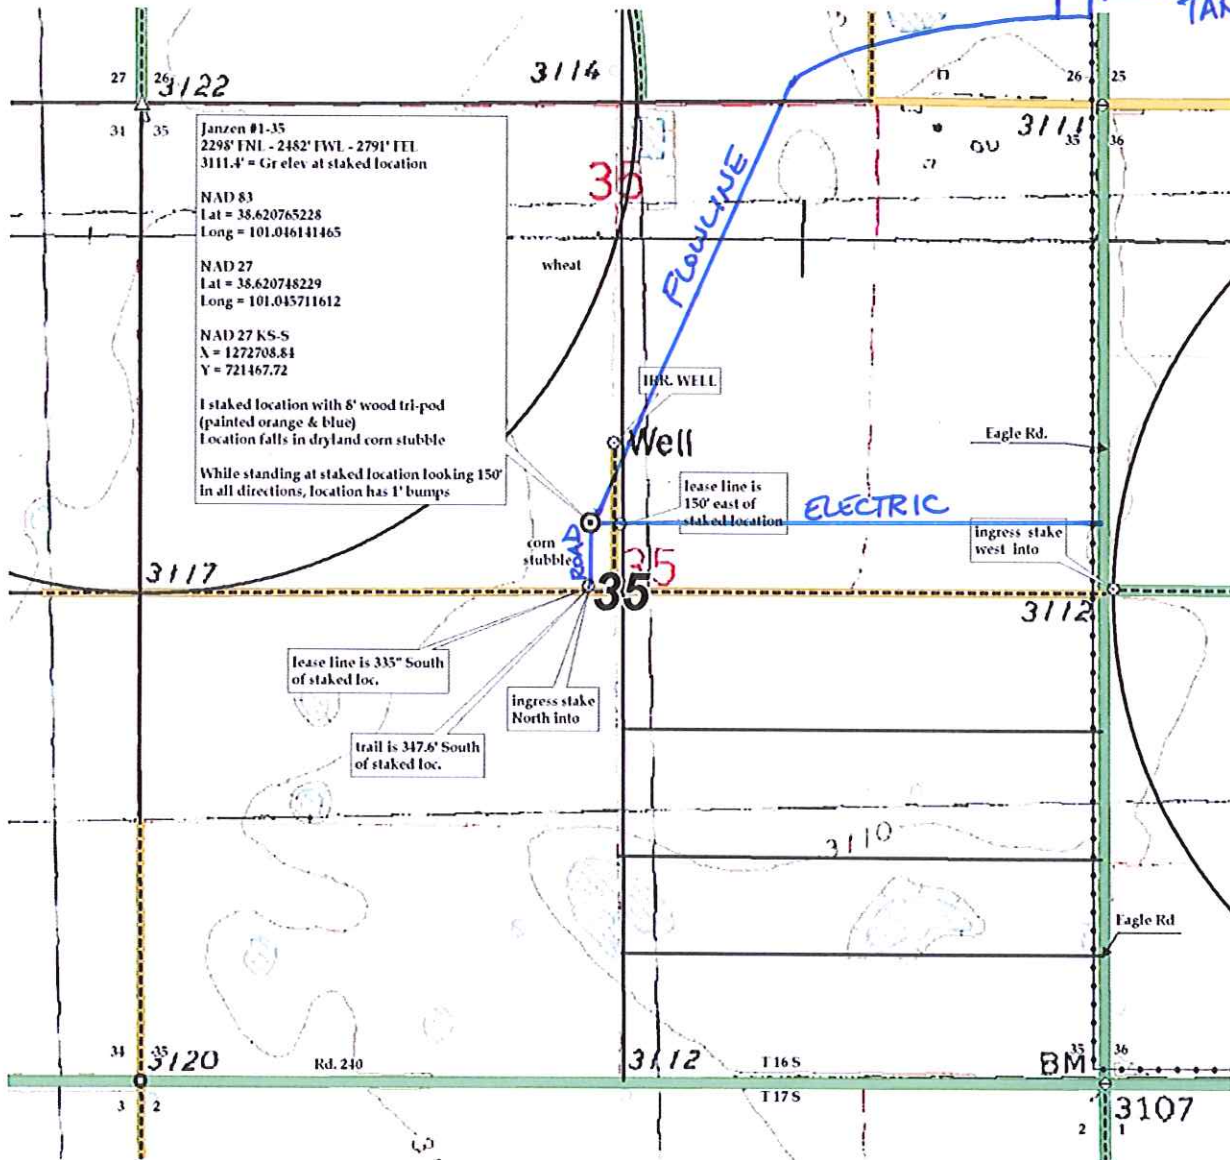 TAN
27
26
3122
3114
26
25
31
35
3111
35
36
Janzen #1-35
2298' FNL - 2482' FWL - 2791' FEL
3111.4' = Gr elev at staked location
NAD 83
Lat = 38.620765228
Long = 101.046141465
NAD 27
Lat = 38.620748229
Long = 101.045711612
NAD 27 KS-S
X = 1272708.84
Y = 721467.72
I staked location with 8' wood tri-pod
(painted orange & blue)
Location falls in dryland corn stubble
While standing at staked location looking 150'
in all directions, location has 1' bumps
35
FLOWLINE
wheat
IRR. WELL
Well
Eagle Rd.
lease line is
150' east of
staked location
ELECTRIC
ingress stake
west into
corn
stubble
ROAD
35
3117
35
3112
lease line is 335" South
of staked loc.
ingress stake
North into
trail is 347.6' South
of staked loc.
3110
Eagle Rd
34
35
3120
Rd. 240
3112
T 16 S
35
36
BM
3
2
T 17 S
3107
2
1